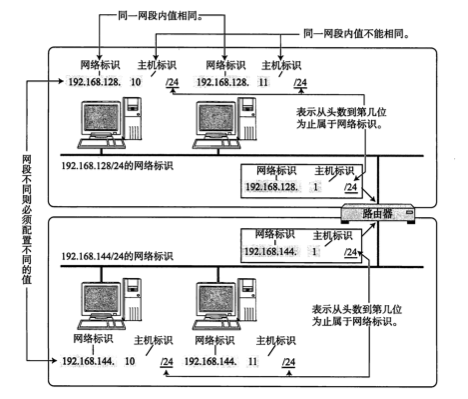 同一网段内值相同。
同一网段内值不能相同。
网络标识 主机标识 网络标识 主机标识
192.168.128. 10 /24 192.168.128. 11 /24
表示从头数到第几位
为止属于网络标识。
192.168.128/24的网络标识
网络标识 主机标识
192.168.128. 1 /24
网段不同则必须配置不同的值
路由器
网络标识 主机标识
192.168.144. 1 /24
192.168.144/24的网络标识
表示从头数到第几位
为止属于网络标识。
网络标识 主机标识 网络标识 主机标识
192.168.144. 10 /24 192.168.144. 11 /24